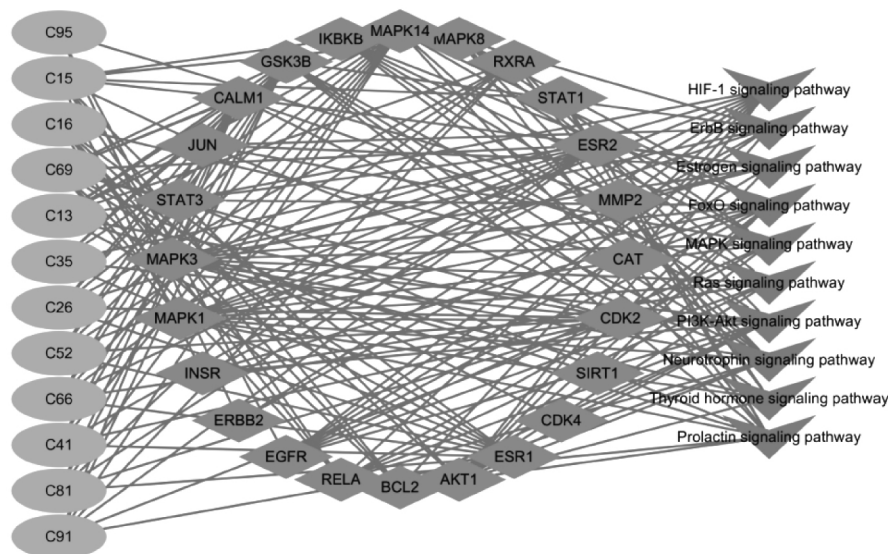 C95
C15
C16
C69
C13
C35
C26
C52
C66
C41
C81
C91
MAPK14
IKBKB
MAPK8
GSK3B
RXRA
CALM1
STAT1
JUN
ESR2
STAT3
MMP2
MAPK3
CAT
MAPK1
CDK2
INSR
SIRT1
ERBB2
CDK4
EGFR
ESR1
RELA
BCL2
AKT1
HIF-1 signaling pathway
ErbB signaling pathway
Estrogen signaling pathway
FoxO signaling pathway
MAPK signaling pathway
Ras signaling pathway
PI3K-Akt signaling pathway
Neurotrophin signaling pathway
Thyroid hormone signaling pathway
Prolactin signaling pathway